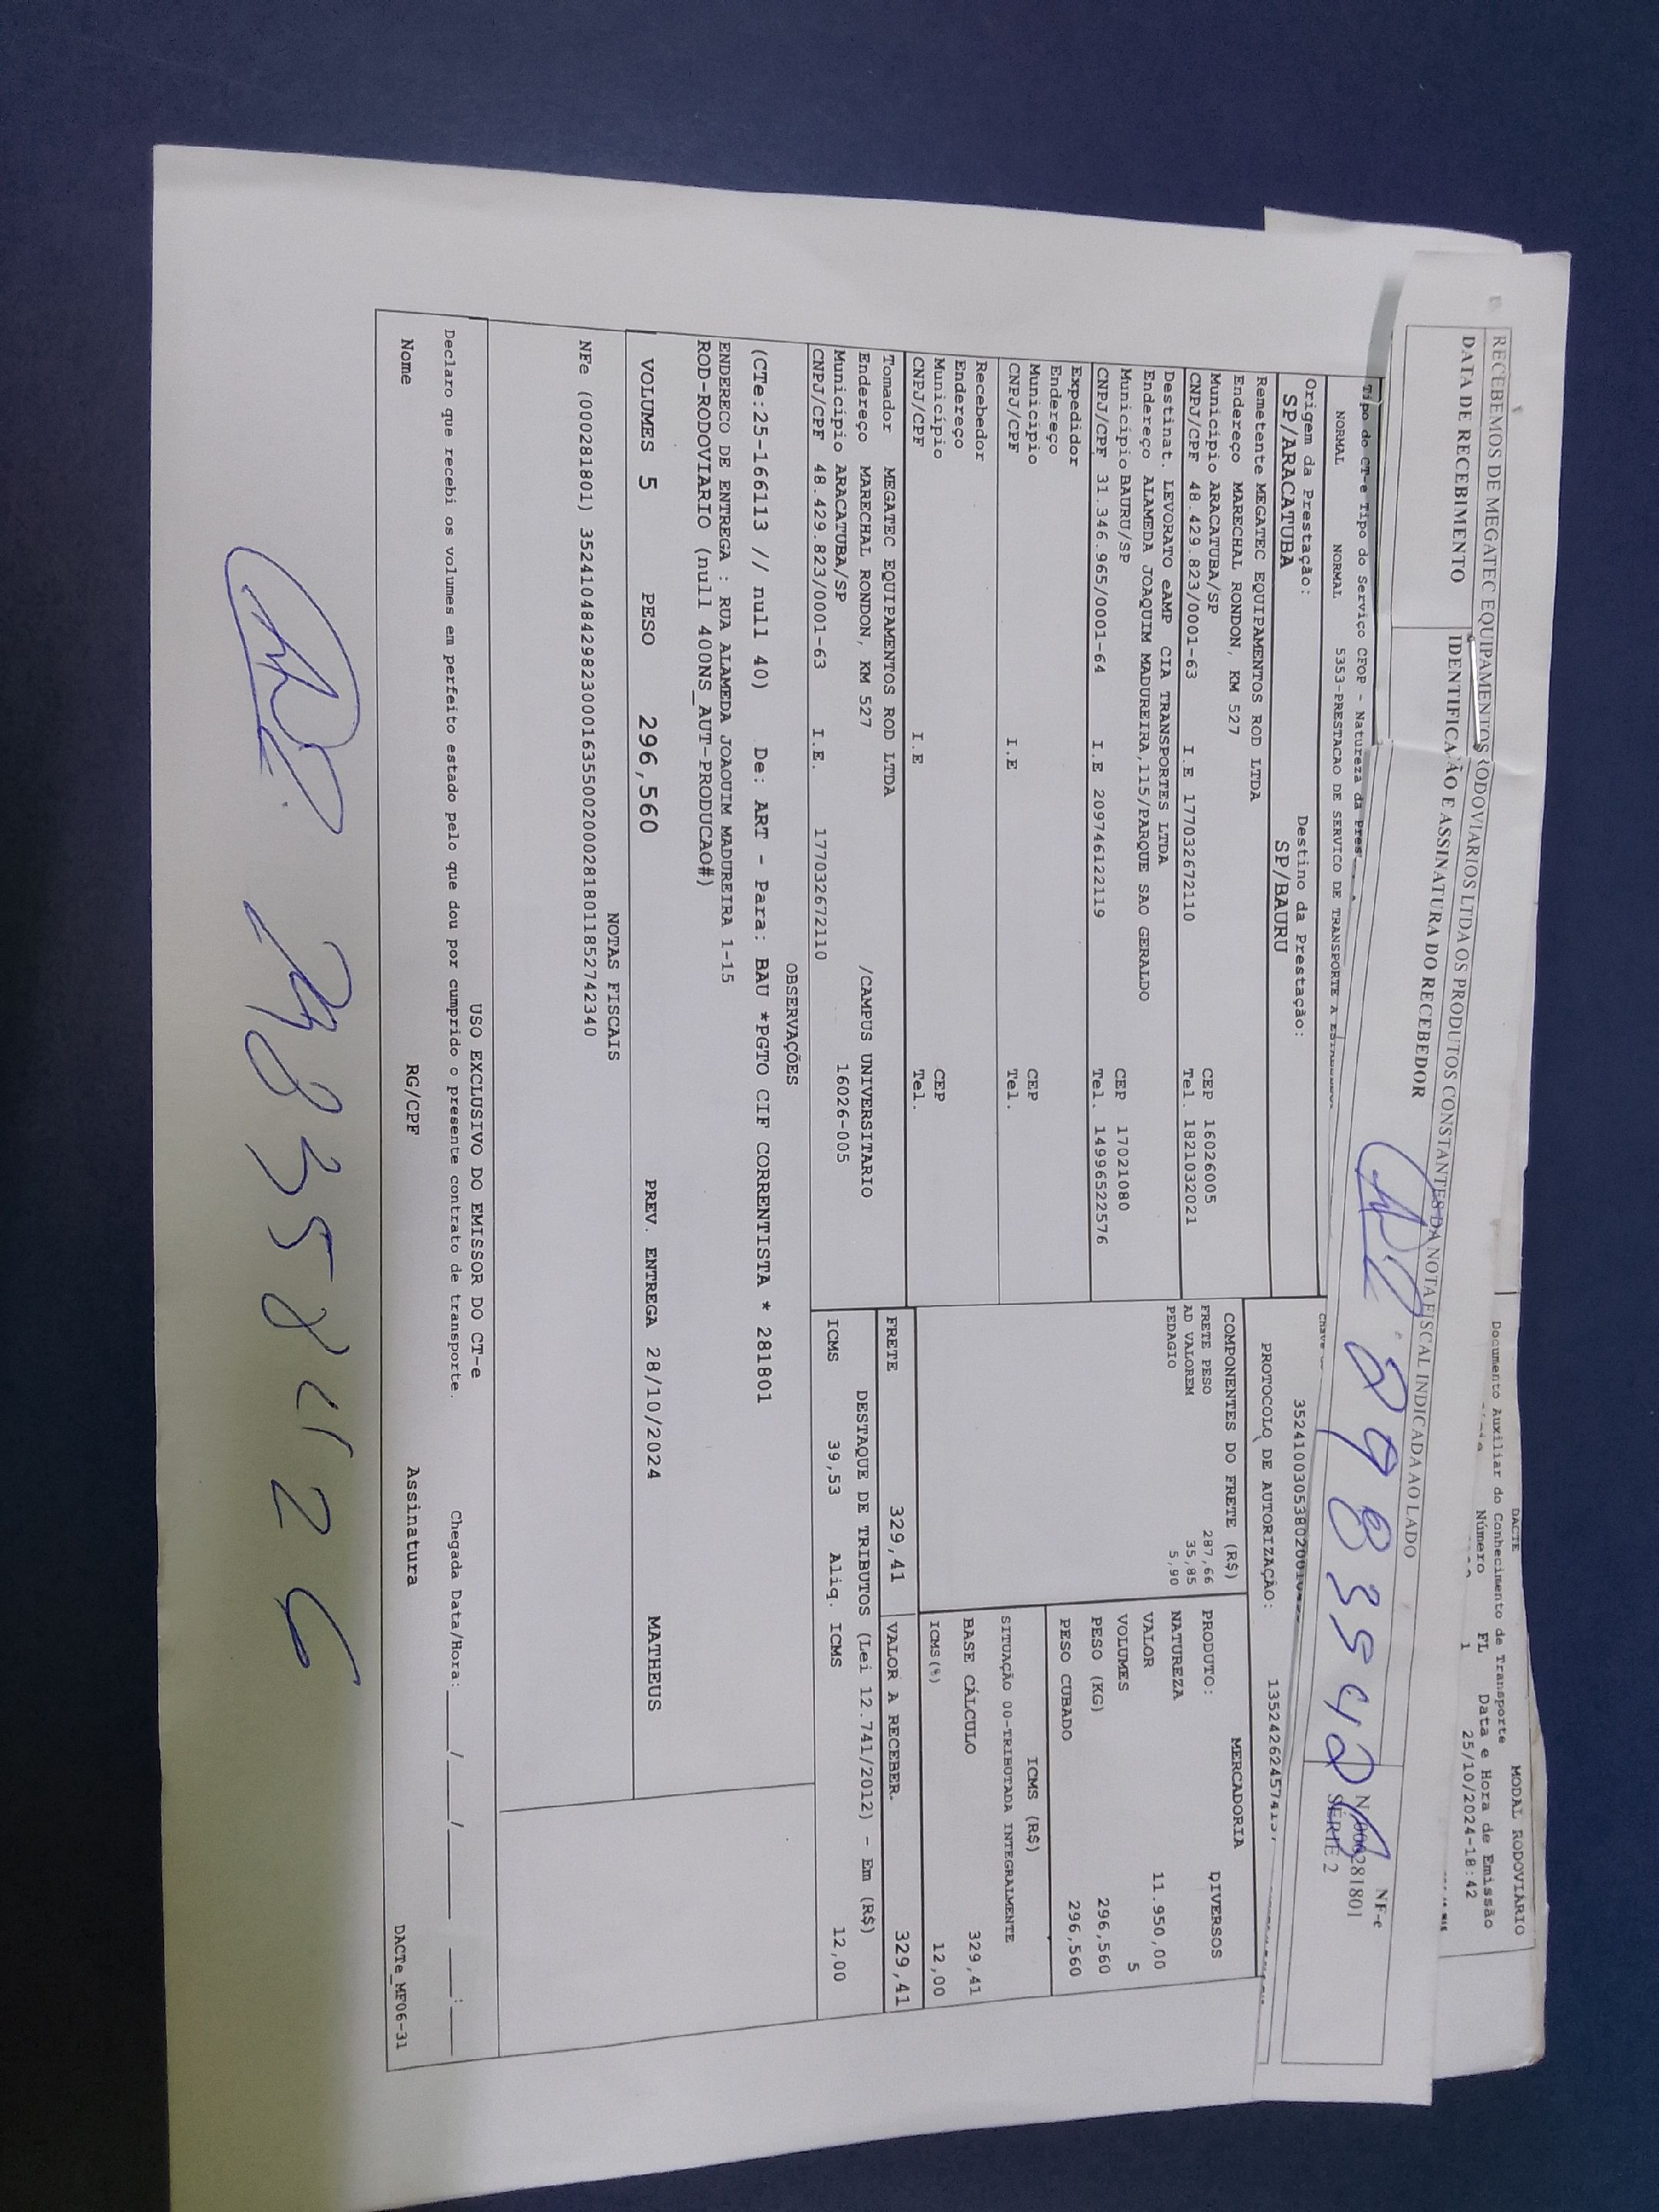 DACTE
MODAL RODOVIARIO
Documento Auxiliar do Conhecimento de Transporte
Número FL Data e Hora de Emissão
1 25/10/2024-18:42
RECEBEMOS DE MEGATEC EQUIPAMENTOS RODOVIARIOS LTDA OS PRODUTOS CONSTANTES DA NOTA FISCAL INDICADA AO LADO
DATA DE RECEBIMENTO
IDENTIFICAÇÃO E ASSINATURA DO RECEBEDOR
NF-e
Nº 000281801
SÉRIE 2
Tipo do CT-e Tipo do Serviço CFOP - Natureza da Pres
NORMAL NORMAL 5353-PRESTACAO DE SERVICO DE TRANSPORTE A
Origem da Prestação: Destino da Prestação:
SP/ARACATUBA SP/BAURU
PROTOCOLO DE AUTORIZAÇÃO:
Remetente MEGATEC EQUIPAMENTOS ROD LTDA
Endereço MARECHAL RONDON, KM 527
Município ARACATUBA/SP CEP 16026005
CNPJ/CPF 48.429.823/0001-63 I.E 177032672110 Tel. 1821032021
Destinat. LEVORATO eAMP CIA TRANSPORTES LTDA
Endereço ALAMEDA JOAQUIM MADUREIRA,115/PARQUE SAO GERALDO
Município BAURU/SP CEP 17021080
CNPJ/CPF 31.346.965/0001-64 I.E 209746122119 Tel. 14996522576
Expedidor
Endereço
Município CEP
CNPJ/CPF I.E Tel.
Recebedor
Endereço
Município CEP
CNPJ/CPF I.E Tel.
Tomador MEGATEC EQUIPAMENTOS ROD LTDA
Endereço MARECHAL RONDON, KM 527 /CAMPUS UNIVERSITARIO
Município ARACATUBA/SP 16026-005
CNPJ/CPF 48.429.823/0001-63 I.E. 177032672110
COMPONENTES DO FRETE (R$)
FRETE PESO 287,66
AD VALOREM 35,85
PEDAGIO 5,90
MERCADORIA
PRODUTO: DIVERSOS
NATUREZA
VALOR 11.950,00
VOLUMES 5
PESO (KG) 296,560
PESO CUBADO 296,560
ICMS (R$)
SITUAÇÃO 00-TRIBUTADA INTEGRALMENTE
BASE CÁLCULO 329,41
ICMS(%) 12,00
FRETE 329,41 VALOR A RECEBER. 329,41
DESTAQUE DE TRIBUTOS (Lei 12.741/2012) - Em (R$)
ICMS 39,53 Aliq. ICMS 12,00
OBSERVAÇÕES
(CTe:25-166113 // null 40) De: ART - Para: BAU *PGTO CIF CORRENTISTA * 281801
ENDERECO DE ENTREGA : RUA ALAMEDA JOAQUIM MADUREIRA 1-15
ROD-RODOVIARIO (null 400NS_AUT-PRODUCAO#)
VOLUMES 5 PESO 296,560 PREV. ENTREGA 28/10/2024 MATHEUS
NOTAS FISCAIS
NFe (000281801) 35241048429823000163550020002818011852742340
USO EXCLUSIVO DO EMISSOR DO CT-e
Declaro que recebi os volumes em perfeito estado pelo que dou por cumprido o presente contrato de transporte. Chegada Data/Hora:____/____/____ ___:___
Nome RG/CPF Assinatura DACTe_MF06-31